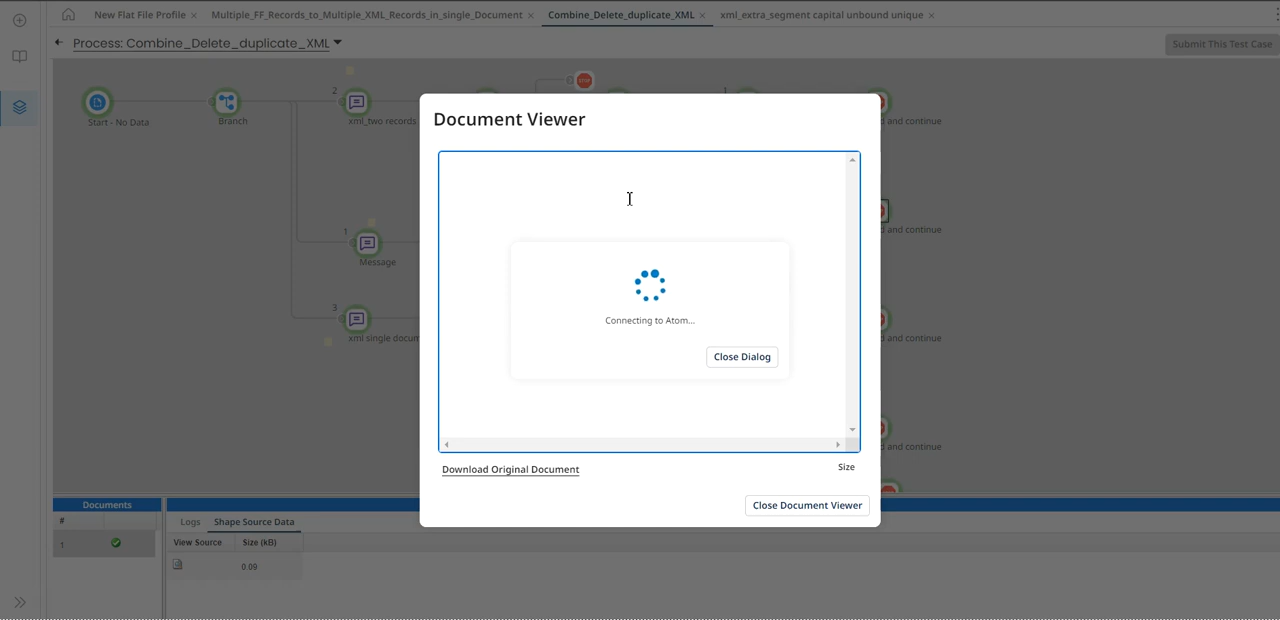 New Flat File Profile
Multiple_FF_Records_to_Multiple_XML_Records_in_single_Document
Combine_Delete_duplicate_XML
xml_extra_segment capital unbound unique
Process: Combine_Delete_duplicate_XML
Submit This Test Case
2
STOP
1
Start - No Data
Branch
xml_two records
d and continue
Document Viewer
d and continue
1
Message
Connecting to Atom...
3
xml single docum
d and continue
Close Dialog
d and continue
Download Original Document
Size
Close Document Viewer
Documents
#
Logs
Shape Source Data
View Source
Size (kB)
1
0.09